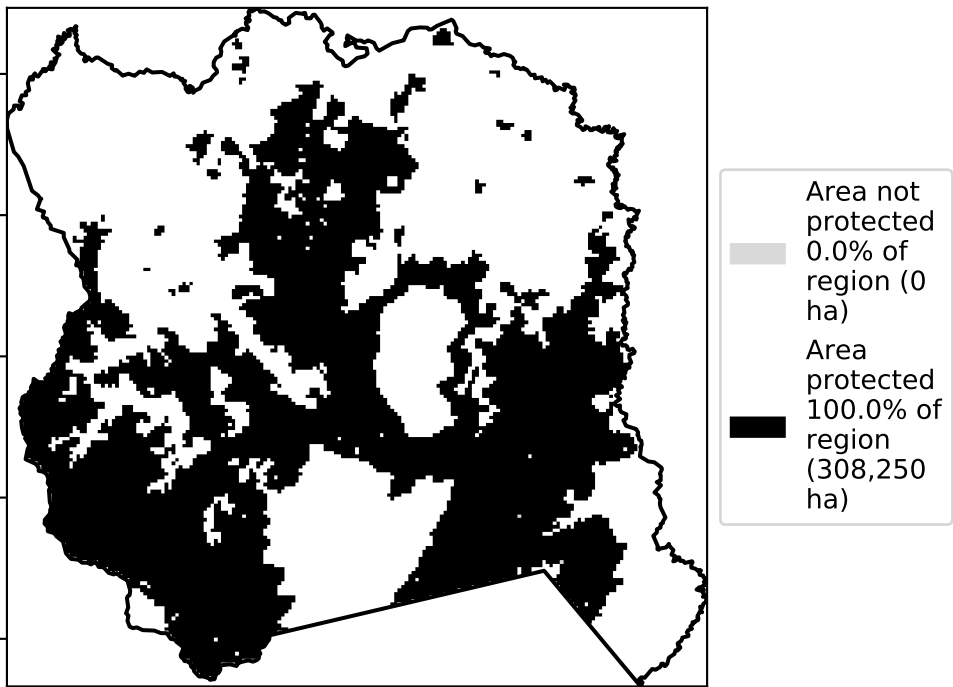 Area not
protected
0.0% of
region (0
ha)
Area
protected
100.0% of
region
(308,250
ha)